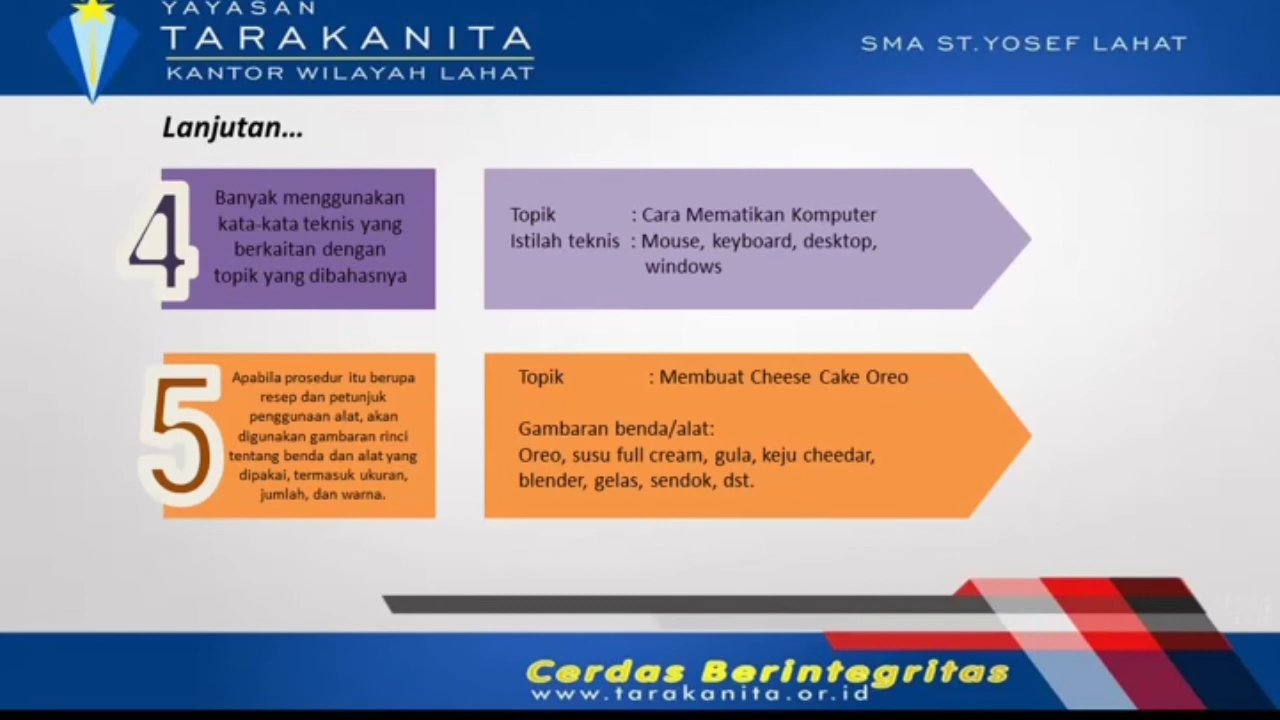 YAYASAN
TARAKANITA
KANTOR WILAYAH LAHAT
SMA ST.YOSEF LAHAT
Lanjutan...
4
Banyak menggunakan
kata-kata teknis yang
berkaitan dengan
topik yang dibahasnya
Topik : Cara Mematikan Komputer
Istilah teknis : Mouse, keyboard, desktop,
windows
5
Apabila prosedur itu berupa
resep dan petunjuk
penggunaan alat, akan
digunakan gambaran rinci
tentang benda dan alat yang
dipakai, termasuk ukuran,
jumlah, dan warna.
Topik : Membuat Cheese Cake Oreo
Gambaran benda/alat:
Oreo, susu full cream, gula, keju cheedar,
blender, gelas, sendok, dst.
Cerdas Berintegritas
www.tarakanita.or.id